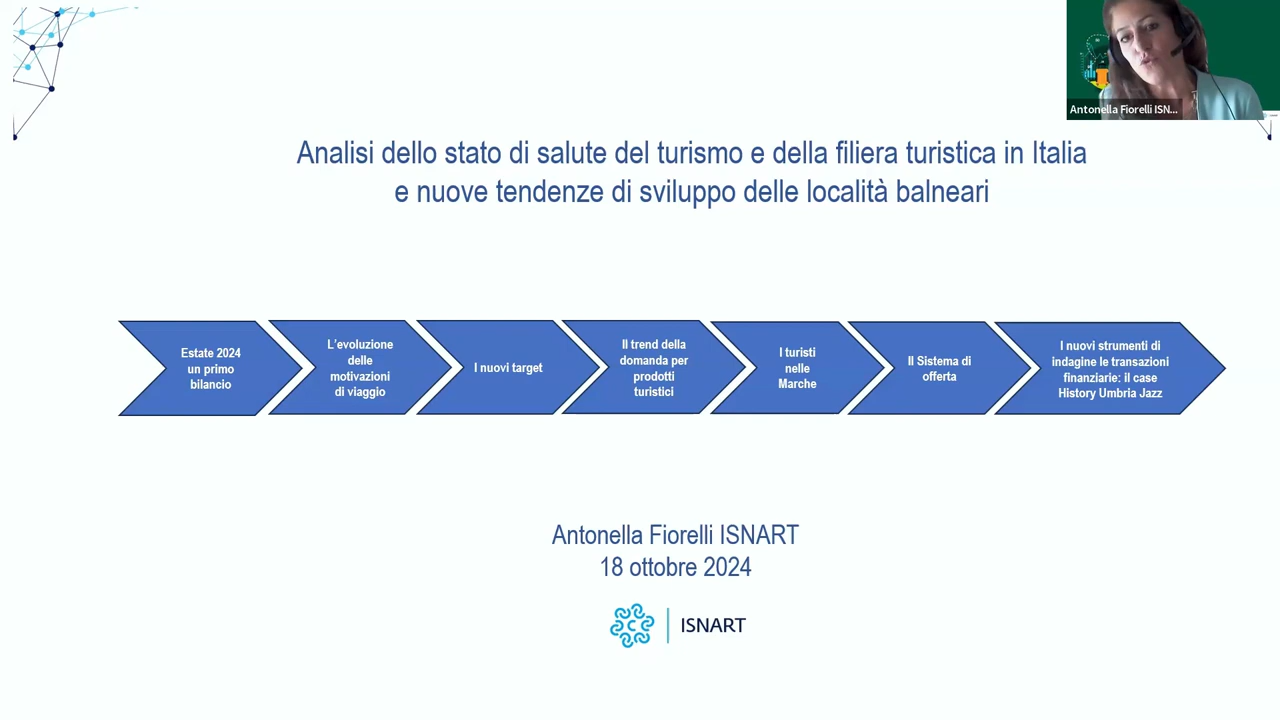 Antonella Fiorelli ISN...
Analisi dello stato di salute del turismo e della filiera turistica in Italia
e nuove tendenze di sviluppo delle località balneari
Estate 2024
un primo
bilancio
L'evoluzione
delle
motivazioni
di viaggio
I nuovi target
Il trend della
domanda per
prodotti
turistici
I turisti
nelle
Marche
Il Sistema di
offerta
I nuovi strumenti di
indagine le transazioni
finanziarie: il case
History Umbria Jazz
Antonella Fiorelli ISNART
18 ottobre 2024
ISNART